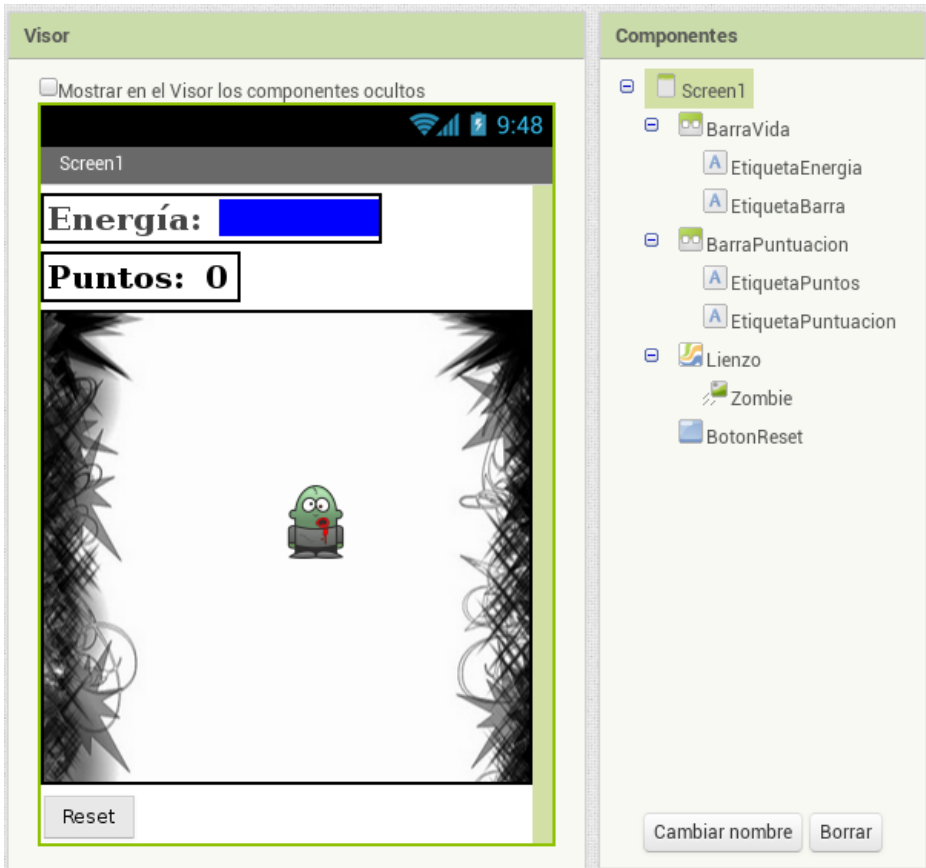 Visor
Mostrar en el Visor los componentes ocultos
9:48
Screen1
Energía:
Puntos: 0
Reset
Componentes
Screen1
BarraVida
A EtiquetaEnergia
A EtiquetaBarra
BarraPuntuacion
A EtiquetaPuntos
A EtiquetaPuntuacion
Lienzo
Zombie
BotonReset
Cambiar nombre Borrar